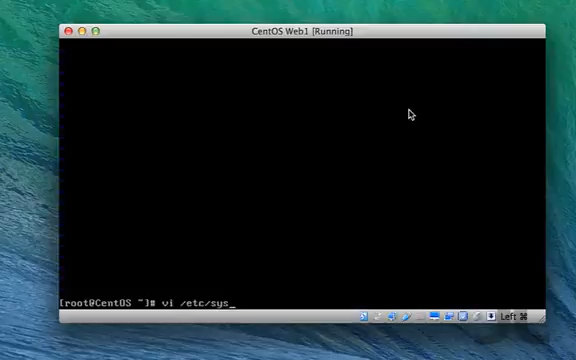 CentOS Web1 [Running]
[root@CentOS ~]# vi /etc/sys_
Left ⌘